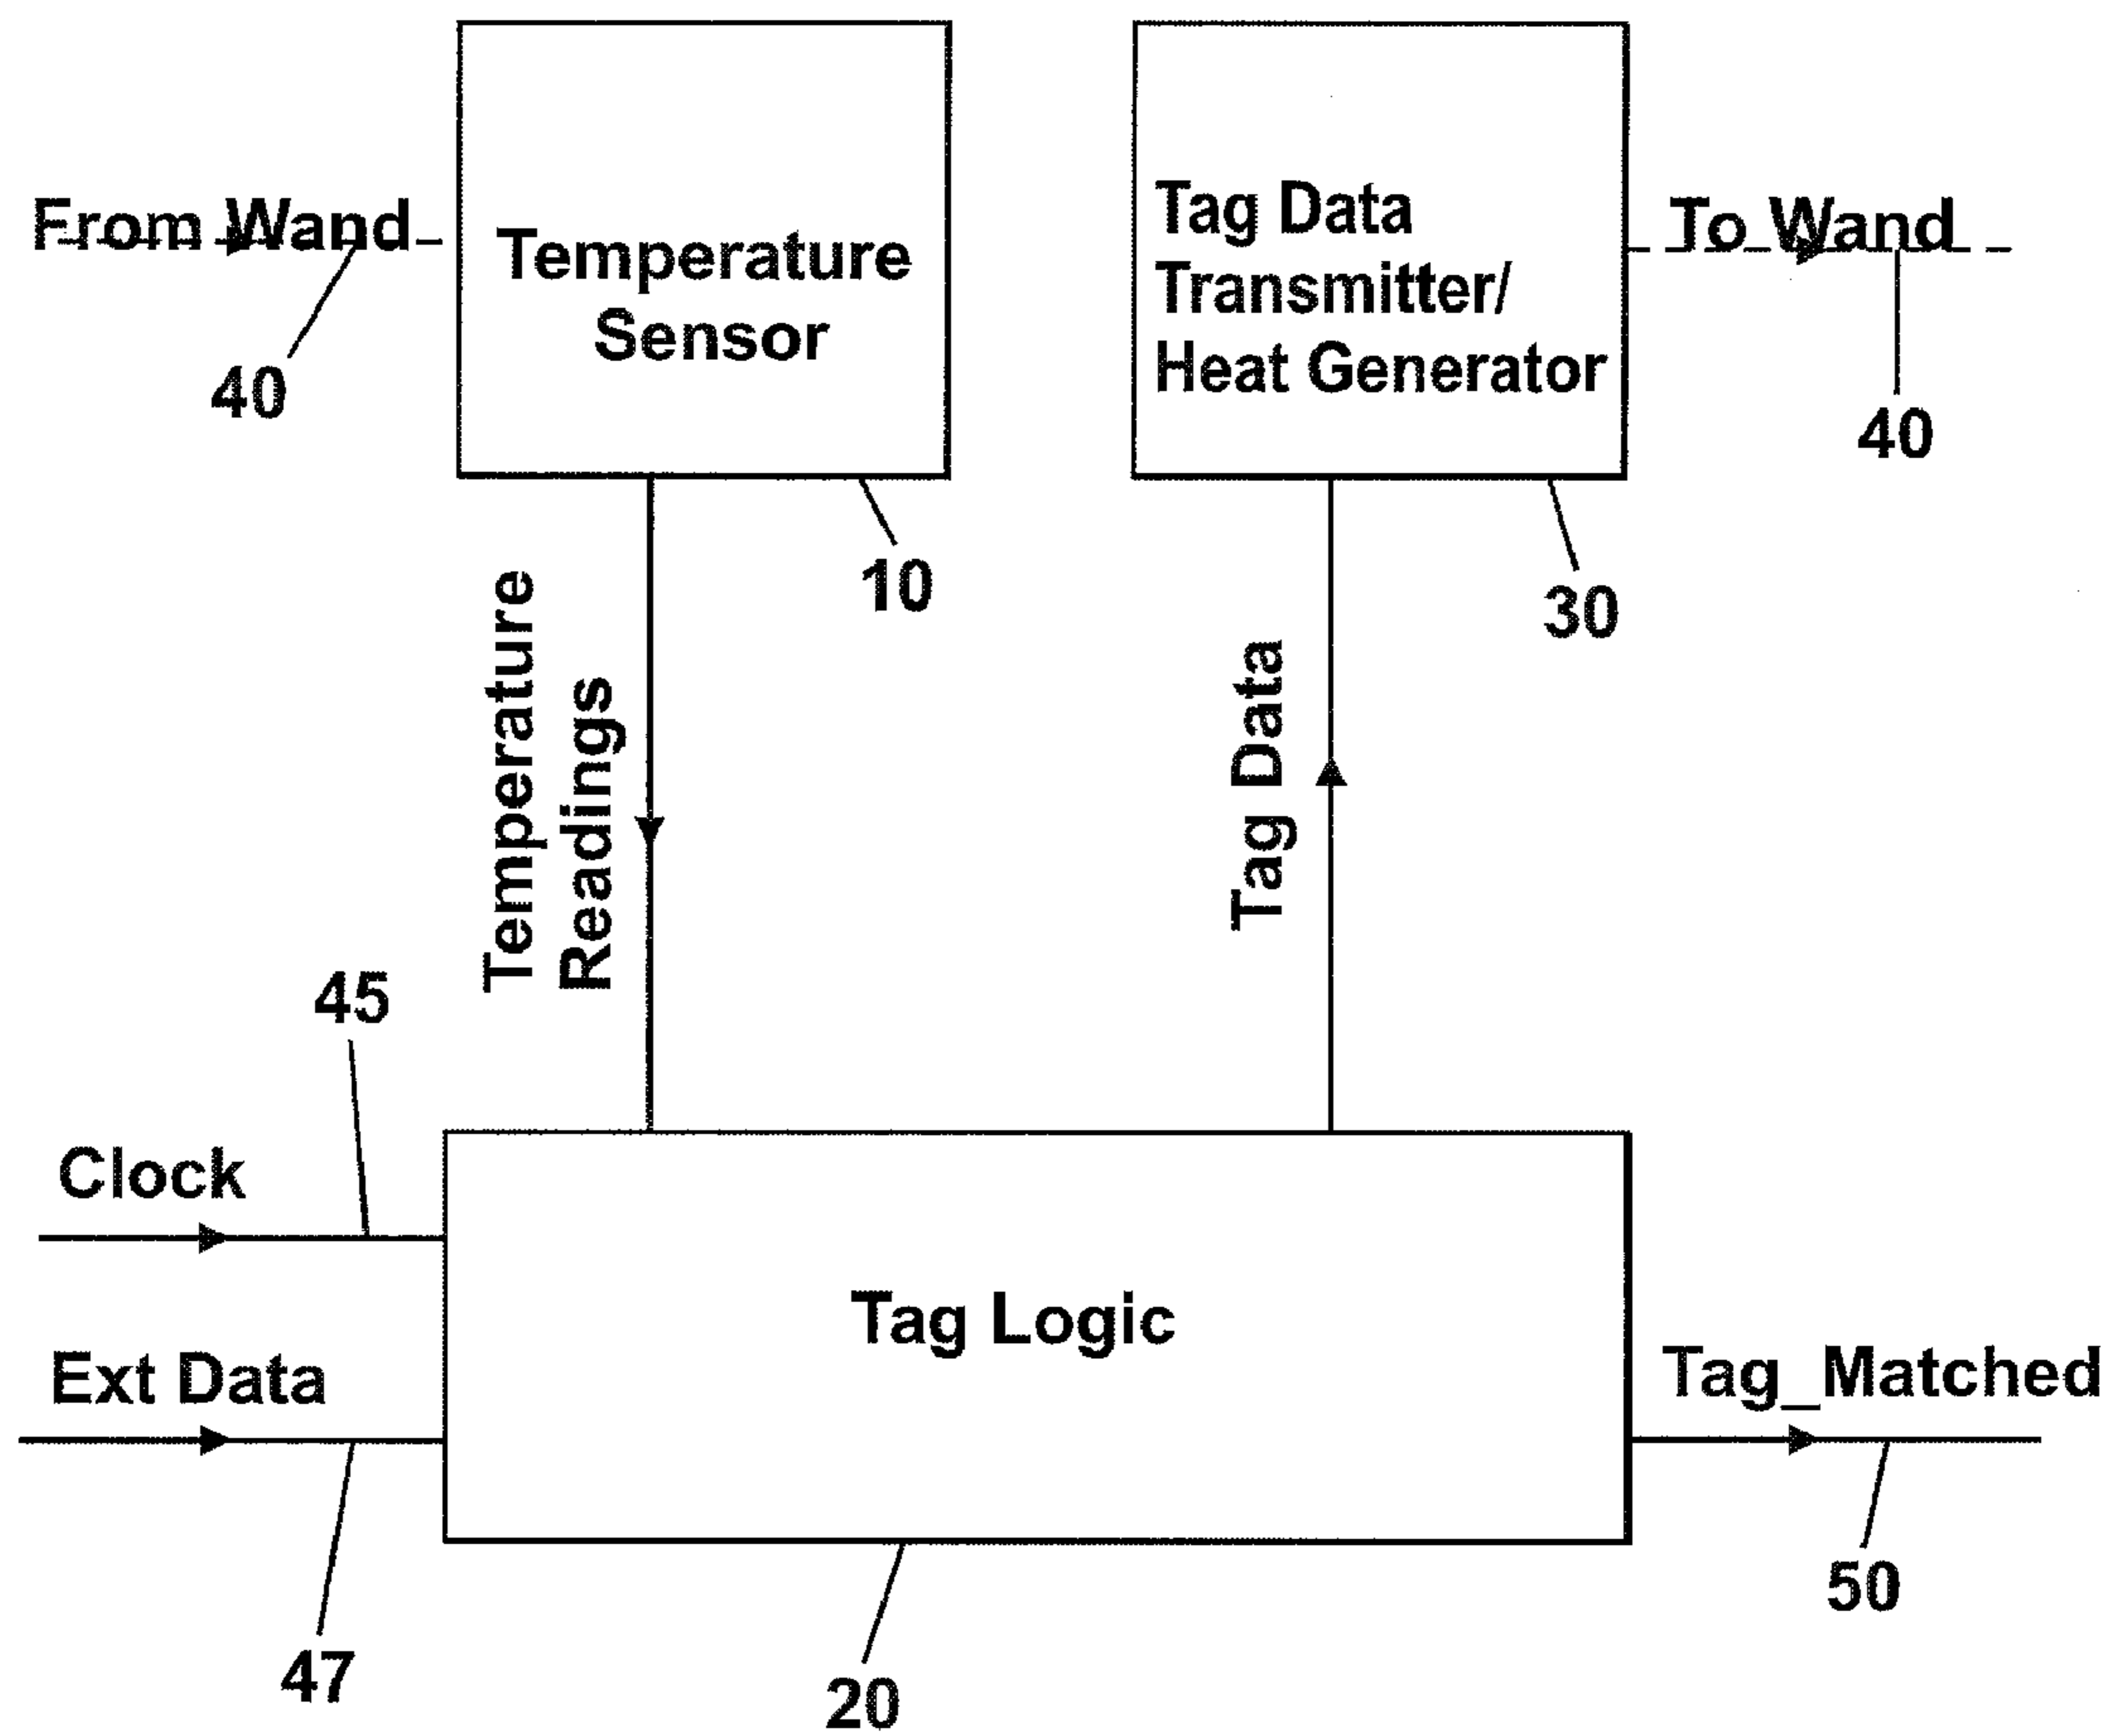 From Wand
40
Temperature
Sensor
10
Tag Data
Transmitter/
Heat Generator
30
To Wand
40
Temperature
Readings
Tag Data
45
Clock
Ext Data
47
Tag Logic
20
Tag_Matched
50